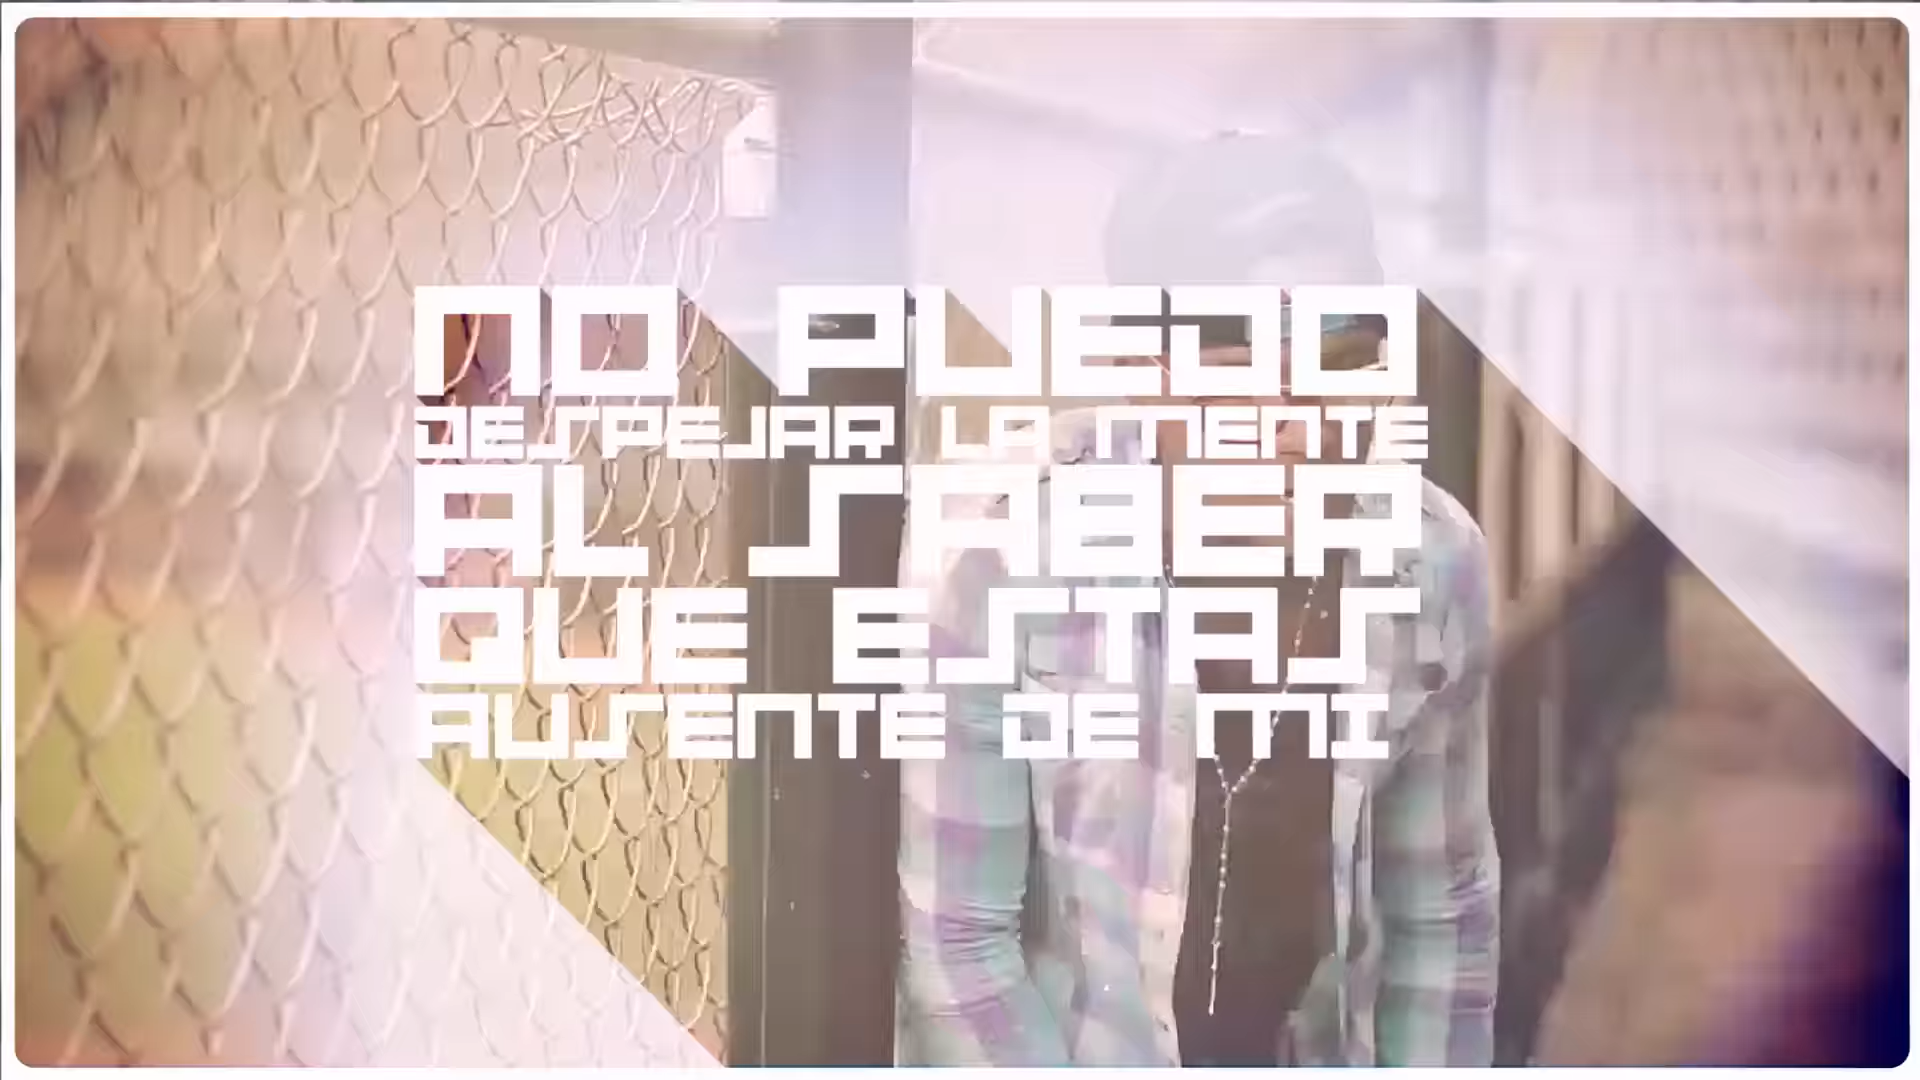 NO PUEDO
DESPEJAR LA MENTE
AL SABER
QUE ESTAS
AUSENTE DE MI